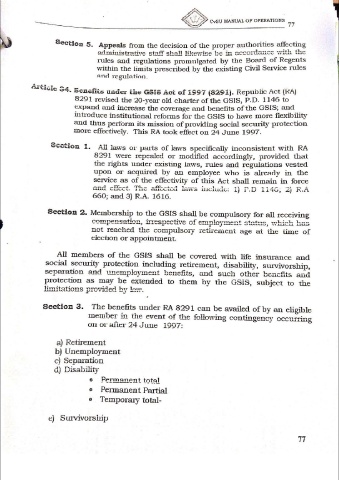 CvSU MANUAL OF OPERATIONS 77
Section 5. Appeals from the decision of the proper authorities affecting
administrative staff shall likewise be in accordance with the
rules and regulations promulgated by the Board of Regents
within the limits prescribed by the existing Civil Service rules
and regulation.
Article 54. Benefits under the GSIS Act of 1997 (8291). Republic Act (RA)
8291 revised the 20-year old charter of the GSIS, P.D. 1146 to
expand and increase the coverage and benefits of the GSIS; and
introduce institutional reforms for the GSIS to have more flexibility
and thus perform its mission of providing social security protection
more effectively. This RA took effect on 24 June 1997.
Section 1. All laws or parts of laws specifically inconsistent with RA
8291 were repealed or modified accordingly, provided that
the rights under existing laws, rules and regulations vested
upon or acquired by an employee who is already in the
service as of the effectivity of this Act shall remain in force
and effect. The affected laws include: 1) P.D 1146, 2) R.A
660; and 3) R.A. 1616.
Section 2. Membership to the GSIS shall be compulsory for all receiving
compensation, irrespective of employment status, which has
not reached the compulsory retirement age at the time of
election or appointment.
All members of the GSIS shall be covered with life insurance and
social security protection including retirement, disability, survivorship,
separation and unemployment benefits, and such other benefits and
protection as may be extended to them by the GSIS, subject to the
limitations provided by law.
Section 3. The benefits under RA 8291 can be availed of by an eligible
member in the event of the following contingency occurring
on or after 24 June 1997:
a) Retirement
b) Unemployment
c) Separation
d) Disability
• Permanent total
• Permanent Partial
• Temporary total-
e) Survivorship
77